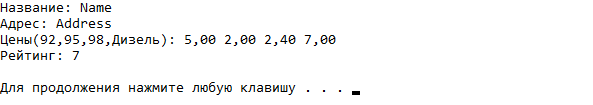 Название: Name
Адрес: Address
Цены(92,95,98,Дизель): 5,00 2,00 2,40 7,00
Рейтинг: 7
Для продолжения нажмите любую клавишу . . .